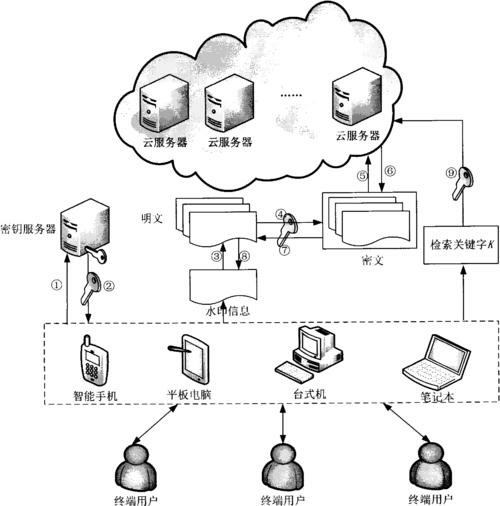 云服务器
云服务器
……
云服务器
⑤
⑥
⑨
明文
④
⑦
密文
密钥服务器
检索关键字K
①
②
③
⑧
水印信息
智能手机
平板电脑
台式机
笔记本
终端用户
终端用户
终端用户